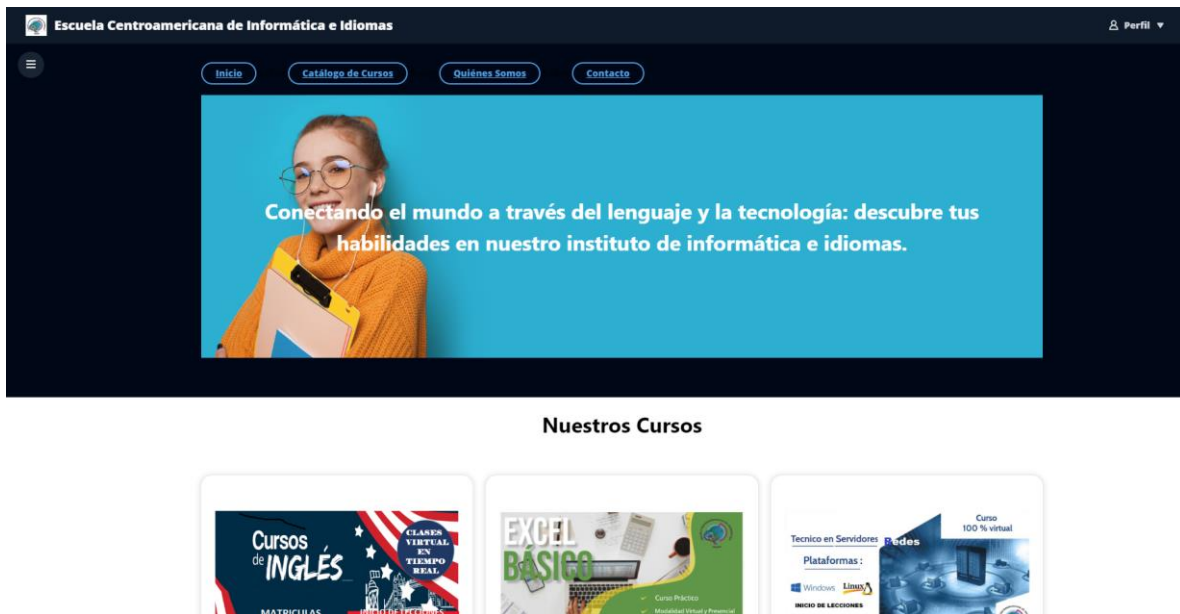 Escuela Centroamericana de Informática e Idiomas
Perfil
Inicio
Catálogo de Cursos
Quiénes Somos
Contacto
Conectando el mundo a través del lenguaje y la tecnología: descubre tus
habilidades en nuestro instituto de informática e idiomas.
Nuestros Cursos
Cursos
de INGLÉS
CLASES
VIRTUAL
EN
TIEMPO
REAL
MATRICULAS
INICIO DE LECCIONES
EXCEL
BÁSICO
Curso Práctico
Modalidad Virtual y Presencial
Curso
100 % virtual
Tecnico en Servidores Redes
Plataformas :
Windows Linux
INICIO DE LECCIONES